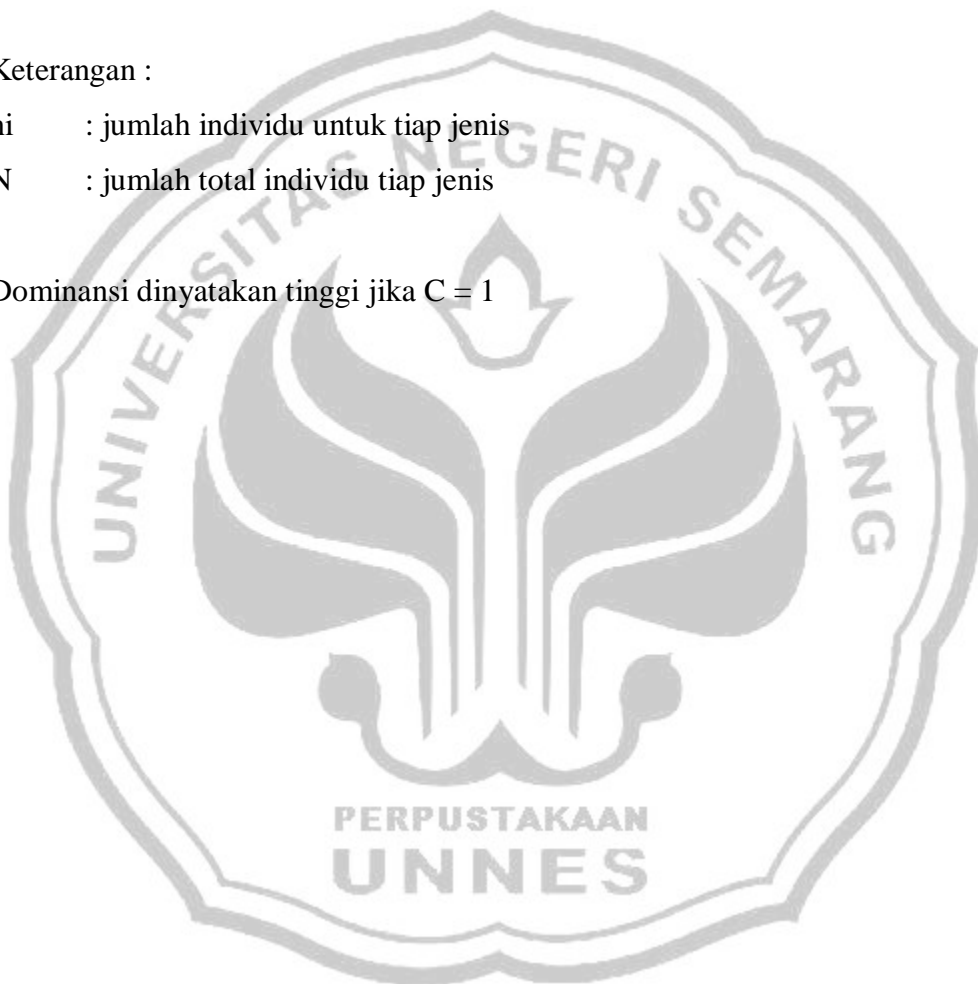 Keterangan :
ni : jumlah individu untuk tiap jenis
N : jumlah total individu tiap jenis
Dominansi dinyatakan tinggi jika C = 1
UNIVERSITAS NEGERI SEMARANG
PERPUSTAKAAN
UNNES